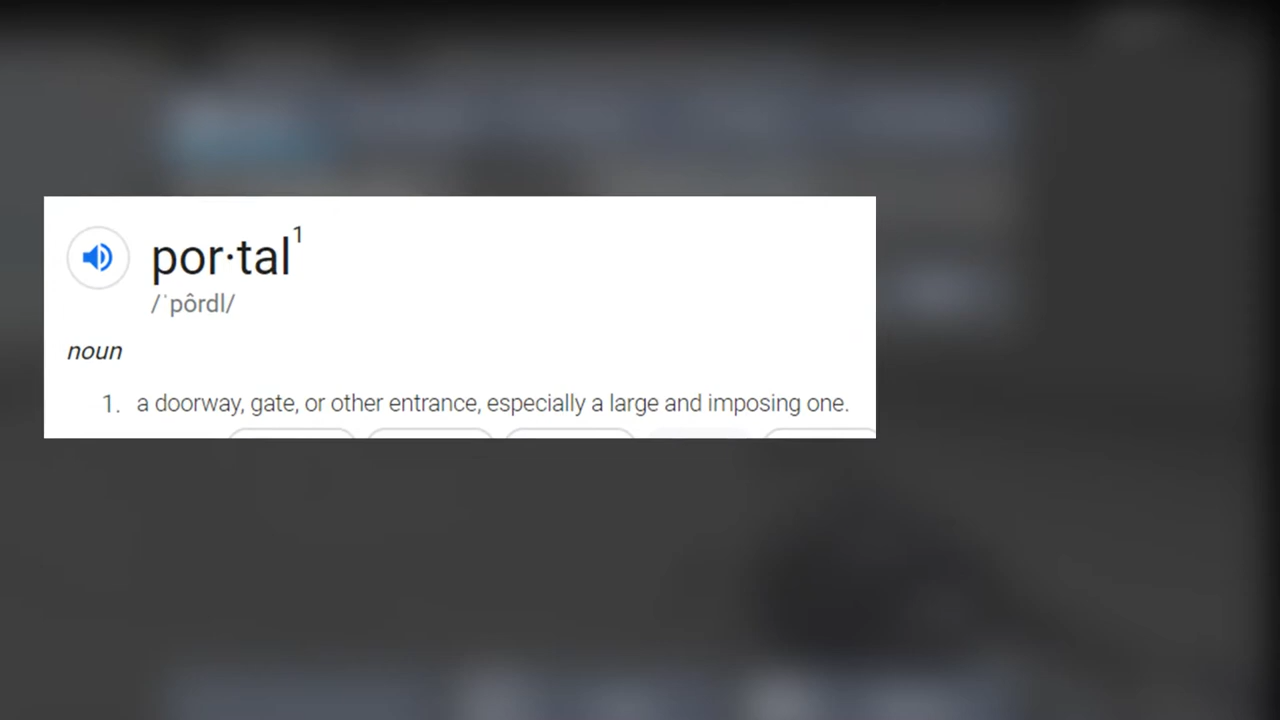 por·tal1
/ˈpôrdl/
noun
1. a doorway, gate, or other entrance, especially a large and imposing one.